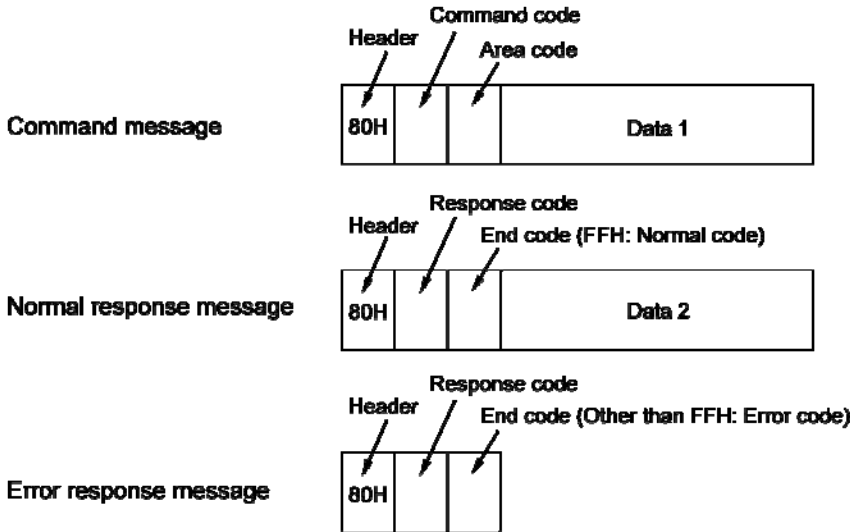 Command code
Header
Area code
Command message
80H
Data 1
Response code
Header
End code (FFH: Normal code)
Normal response message
80H
Data 2
Response code
Header
End code (Other than FFH: Error code)
Error response message
80H